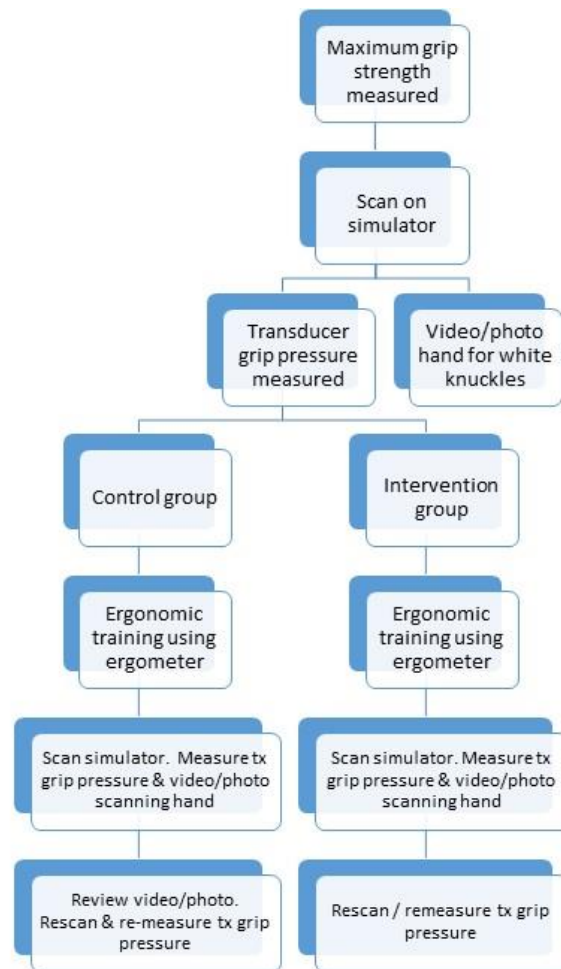 Maximum grip
strength
measured
Scan on
simulator
Transducer
grip pressure
measured
Video/photo
hand for white
knuckles
Control group
Intervention
group
Ergonomic
training using
ergometer
Ergonomic
training using
ergometer
Scan simulator. Measure tx
grip pressure & video/photo
scanning hand
Scan simulator. Measure tx
grip pressure & video/photo
scanning hand
Review video/photo.
Rescan & re-measure tx grip
pressure
Rescan / remeasure tx grip
pressure